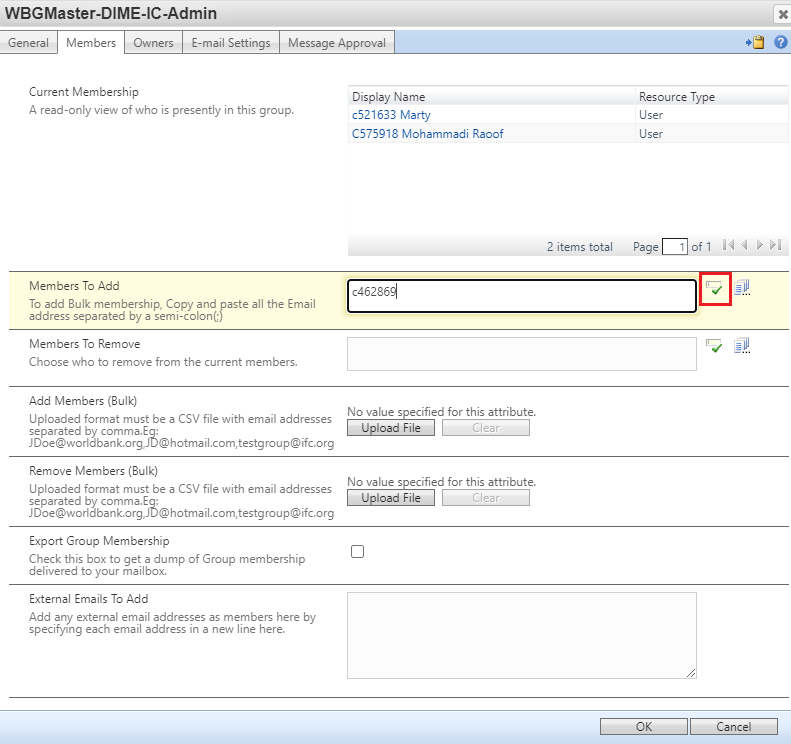 WBGMaster-DIME-IC-Admin
General Members Owners E-mail Settings Message Approval
Current Membership
A read-only view of who is presently in this group.
Display Name Resource Type
c521633 Marty User
C575918 Mohammadi Raoof User
2 items total Page 1 of 1
Members To Add
To add Bulk membership, Copy and paste all the Email
address separated by a semi-colon(;)
c462869
Members To Remove
Choose who to remove from the current members.
Add Members (Bulk)
Uploaded format must be a CSV file with email addresses
separated by comma.Eg:
JDoe@worldbank.org,JD@hotmail.com,testgroup@ifc.org
No value specified for this attribute.
Upload File Clear
Remove Members (Bulk)
Uploaded format must be a CSV file with email addresses
separated by comma.Eg:
JDoe@worldbank.org,JD@hotmail.com,testgroup@ifc.org
No value specified for this attribute.
Upload File Clear
Export Group Membership
Check this box to get a dump of Group membership
delivered to your mailbox.
External Emails To Add
Add any external email addresses as members here by
specifying each email address in a new line here.
OK Cancel